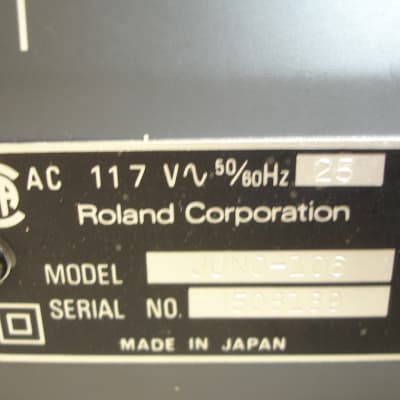 AC 117 V∿ 50/60Hz 25
Roland Corporation
MODEL JUNO-106
SERIAL NO.
MADE IN JAPAN